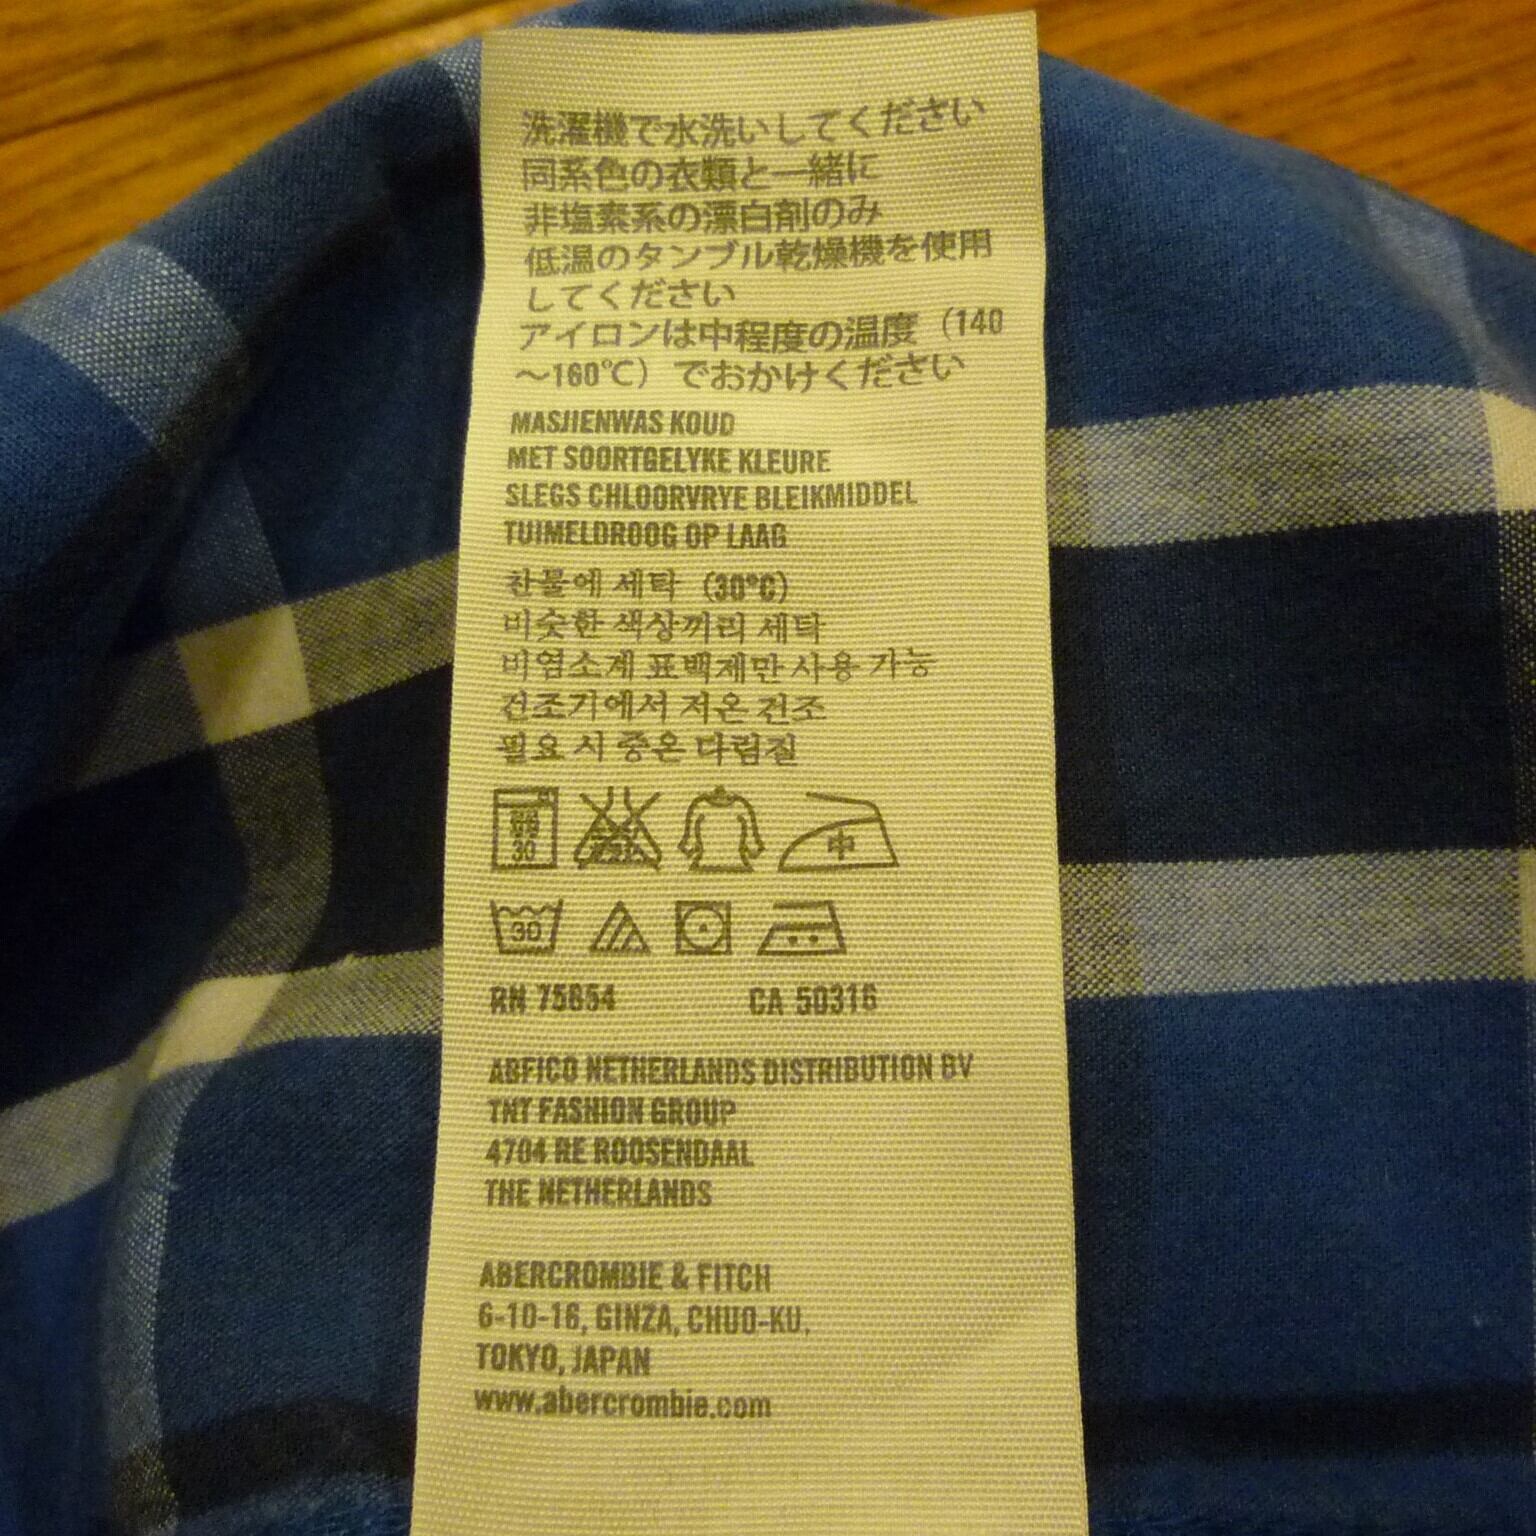 洗濯機で水洗いしてください
同系色の衣類と一緒に
非塩素系の漂白剤のみ
低温のタンブル乾燥機を使用
してください
アイロンは中程度の温度（140
～160℃）でおかけください
MASJIENWAS KOUD
MET SOORTGELYKE KLEURE
SLEGS CHLOORVRYE BLEIKMIDDEL
TUIMELDROOG OP LAAG
찬물에 세탁 (30°C)
비슷한 색상끼리 세탁
비염소계 표백제만 사용 가능
건조기에서 저온 건조
필요 시 중온 다림질
30 中
30
RN 75654 CA 50316
ABFICO NETHERLANDS DISTRIBUTION BV
TNT FASHION GROUP
4704 RE ROOSENDAAL
THE NETHERLANDS
ABERCROMBIE & FITCH
6-10-16, GINZA, CHUO-KU,
TOKYO, JAPAN
www.abercrombie.com